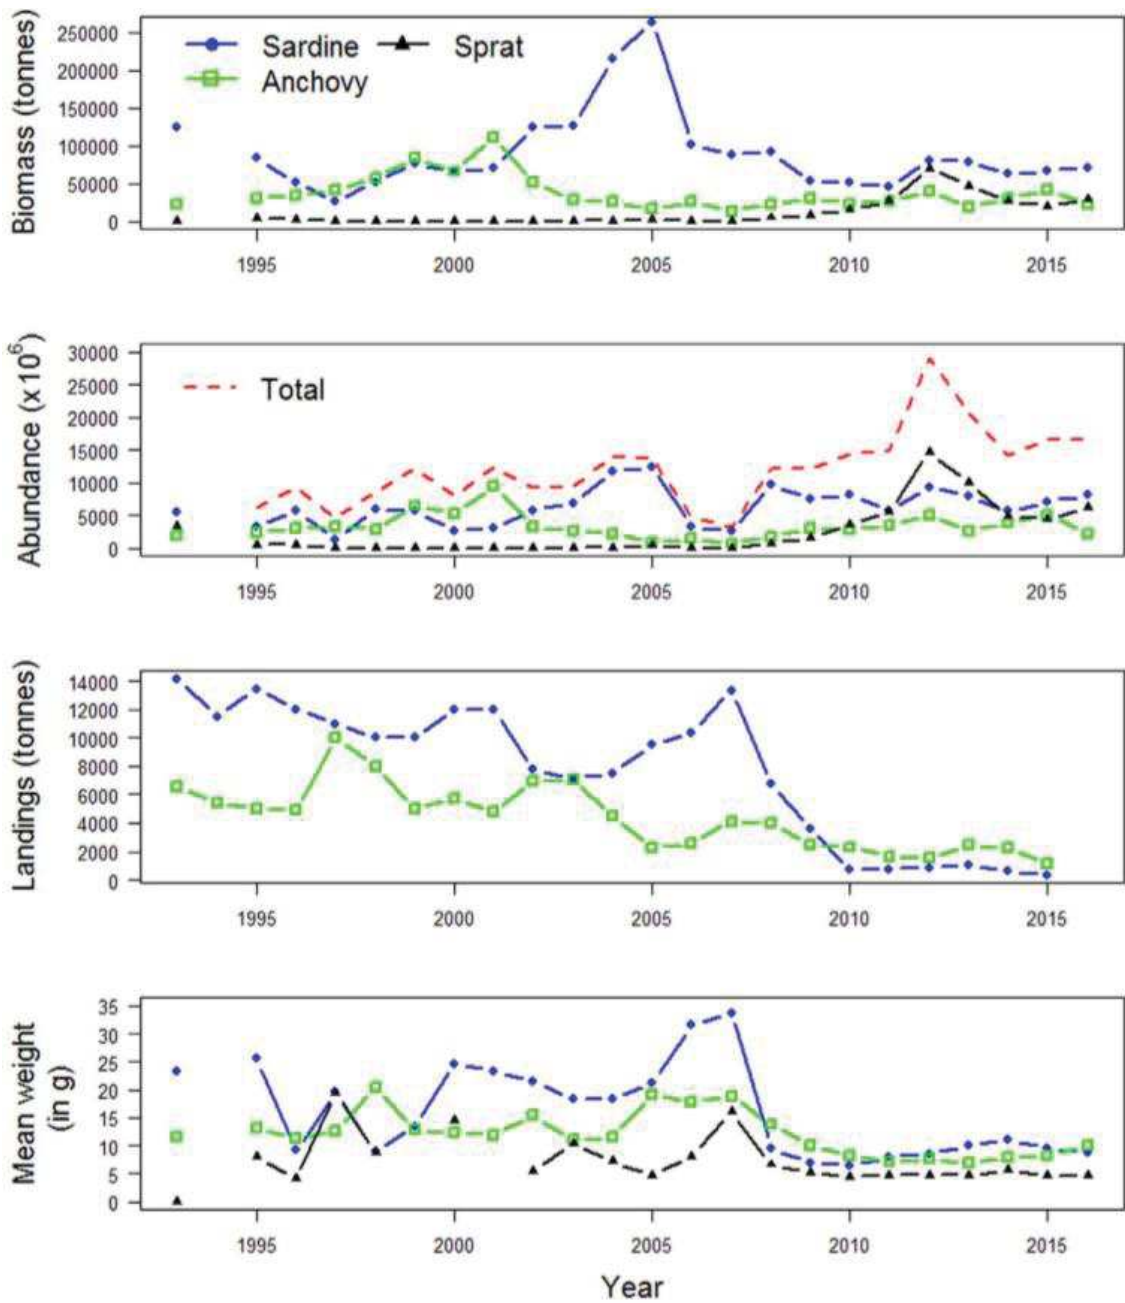 Biomass (tonnes)
250000
200000
150000
100000
50000
0
Sardine Sprat
Anchovy
1995 2000 2005 2010 2015
Abundance (x10⁶)
30000
25000
20000
15000
10000
5000
0
Total
1995 2000 2005 2010 2015
Landings (tonnes)
14000
12000
10000
8000
6000
4000
2000
0
1995 2000 2005 2010 2015
Mean weight
(in g)
35
30
25
20
15
10
5
0
1995 2000 2005 2010 2015
Year